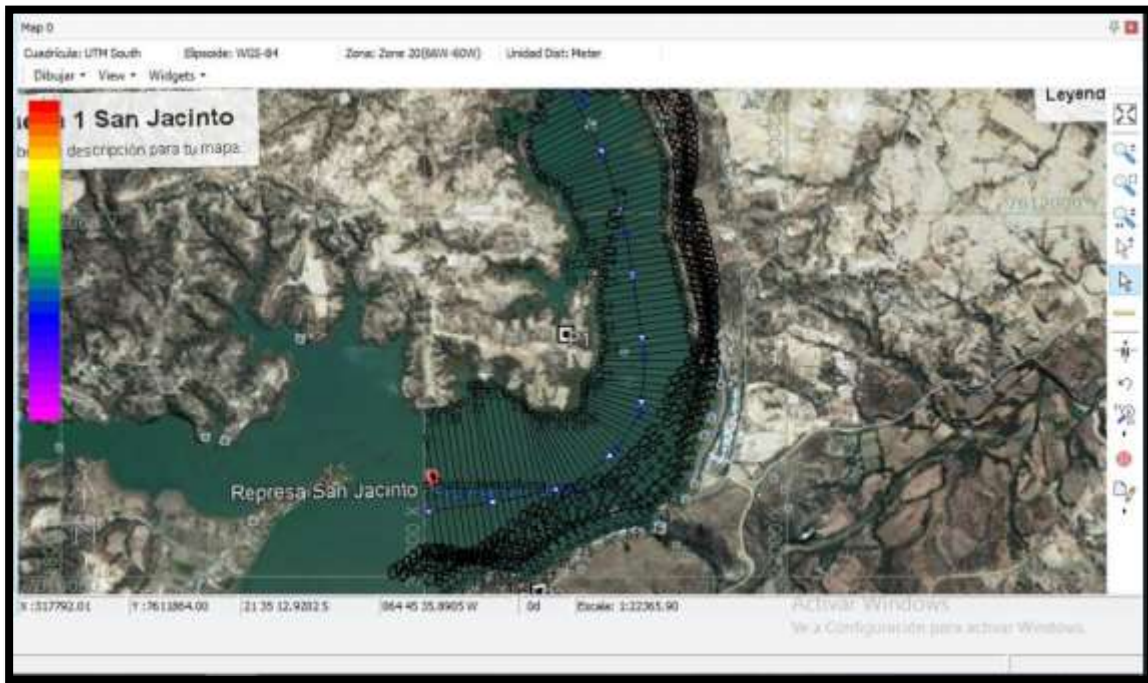 Map 0
Cuadrícula: UTM South Elipsoide: WGS-84 Zona: Zone 20(66W-60W) Unidad Dist: Meter
Dibujar View Widgets
Leyend
1 San Jacinto
descripción para tu mapa.
7612000 Y
Represa San Jacinto
X :317792.01 Y :7611864.00 21 35 12.9202 S 064 45 35.8905 W 0d Escala: 1:22365.90
Activar Windows
Ve a Configuración para activar Windows.